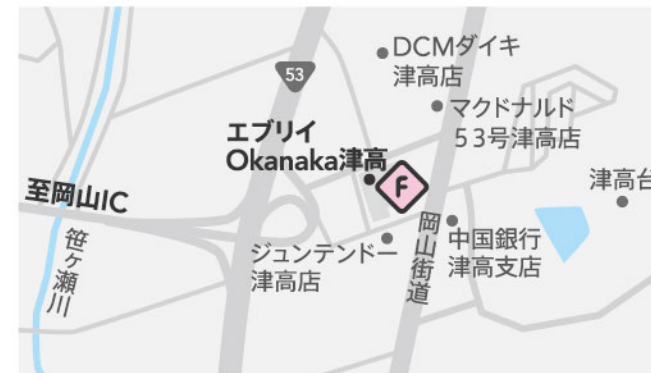 DCMダイキ
津高店
53
マクドナルド
53号津高店
エブリイ
Okanaka津高
F
津高台
至岡山IC
笹ヶ瀬川
ジュンテンドー
津高店
岡山街道
中国銀行
津高支店